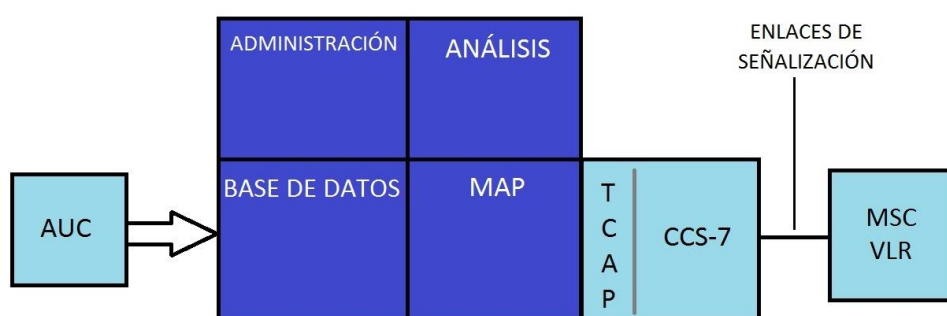 ADMINISTRACIÓN
ANÁLISIS
ENLACES DE
SEÑALIZACIÓN
AUC
BASE DE DATOS
MAP
T
C
A
P
CCS-7
MSC
VLR